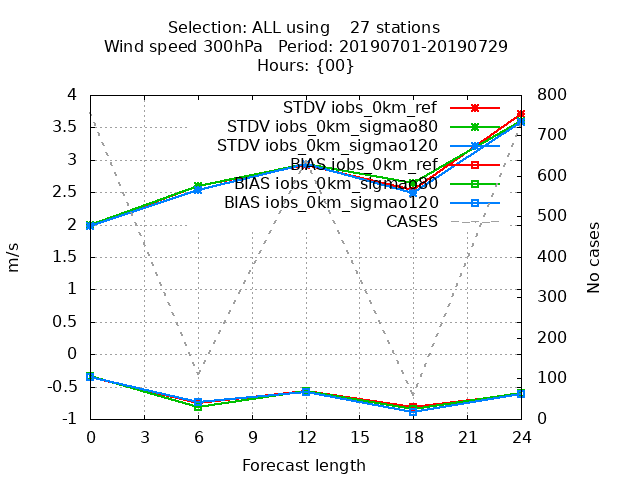 Selection: ALL using    27 stations
Wind speed 300hPa   Period: 20190701-20190729
Hours: {00}
4
3.5
3
2.5
2
1.5
1
0.5
0
-0.5
-1
m/s
STDV iobs_0km_ref
STDV iobs_0km_sigmao80
STDV iobs_0km_sigmao120
BIAS iobs_0km_ref
BIAS iobs_0km_sigmao80
BIAS iobs_0km_sigmao120
CASES
800
700
600
500
400
300
200
100
0
No cases
0 3 6 9 12 15 18 21 24
Forecast length